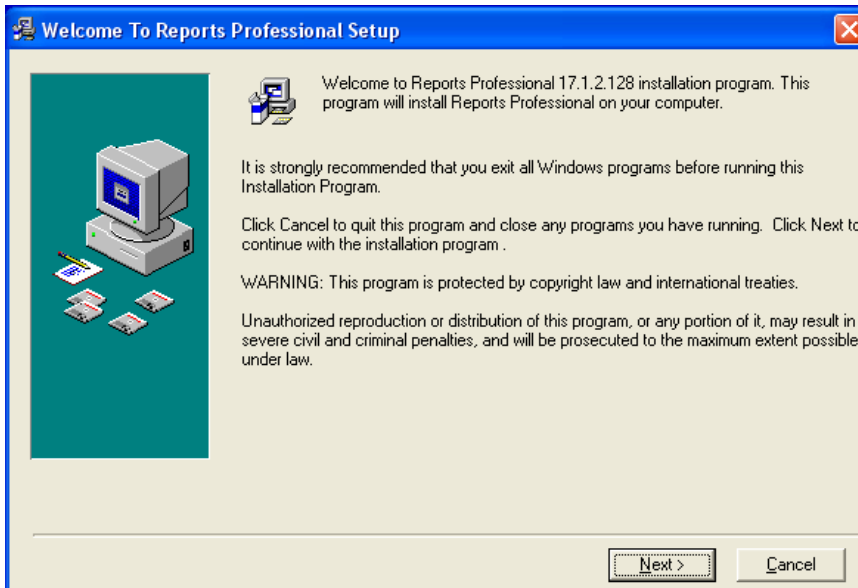 Welcome To Reports Professional Setup
Welcome to Reports Professional 17.1.2.128 installation program. This
program will install Reports Professional on your computer.
It is strongly recommended that you exit all Windows programs before running this
Installation Program.
Click Cancel to quit this program and close any programs you have running. Click Next to
continue with the installation program .
WARNING: This program is protected by copyright law and international treaties.
Unauthorized reproduction or distribution of this program, or any portion of it, may result in
severe civil and criminal penalties, and will be prosecuted to the maximum extent possible
under law.
Next >
Cancel